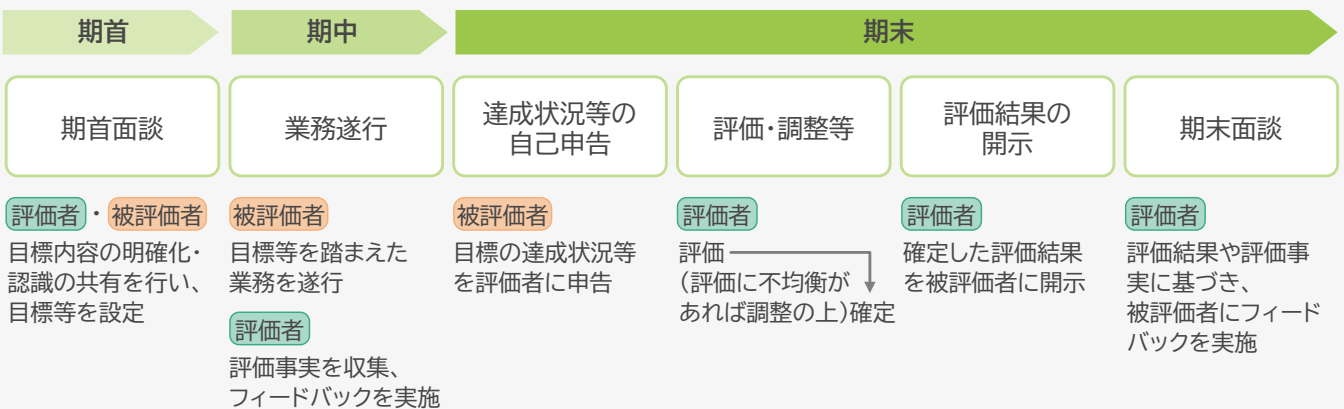 期首
期中
期末
期首面談
業務遂行
達成状況等の
自己申告
評価・調整等
評価結果の
開示
期末面談
評価者・被評価者
目標内容の明確化・
認識の共有を行い、
目標等を設定
被評価者
目標等を踏まえた
業務を遂行
評価者
評価事実を収集、
フィードバックを実施
被評価者
目標の達成状況等
を評価者に申告
評価者
評価
(評価に不均衡が
あれば調整の上)確定
評価者
確定した評価結果
を被評価者に開示
評価者
評価結果や評価事
実に基づき、
被評価者にフィード
バックを実施